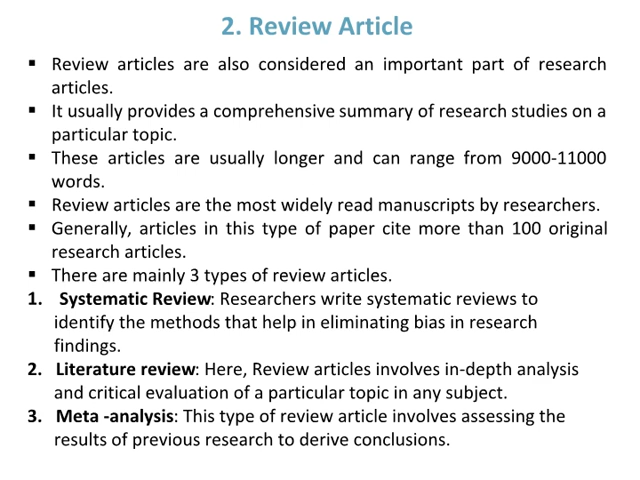 2. Review Article
▪ Review articles are also considered an important part of research
articles.
▪ It usually provides a comprehensive summary of research studies on a
particular topic.
▪ These articles are usually longer and can range from 9000-11000
words.
▪ Review articles are the most widely read manuscripts by researchers.
▪ Generally, articles in this type of paper cite more than 100 original
research articles.
▪ There are mainly 3 types of review articles.
1. Systematic Review: Researchers write systematic reviews to
identify the methods that help in eliminating bias in research
findings.
2. Literature review: Here, Review articles involves in-depth analysis
and critical evaluation of a particular topic in any subject.
3. Meta -analysis: This type of review article involves assessing the
results of previous research to derive conclusions.